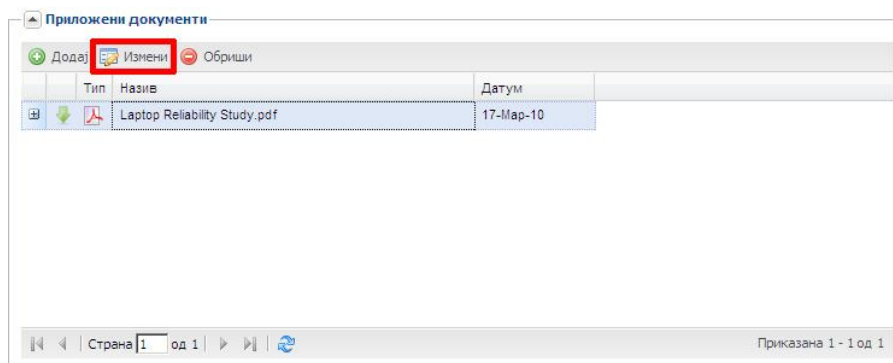 Приложени документи
Додај Измени Обриши
Тип Назив Датум
Laptop Reliability Study.pdf 17-Мар-10
Страна 1 од 1 Приказана 1 - 1 од 1